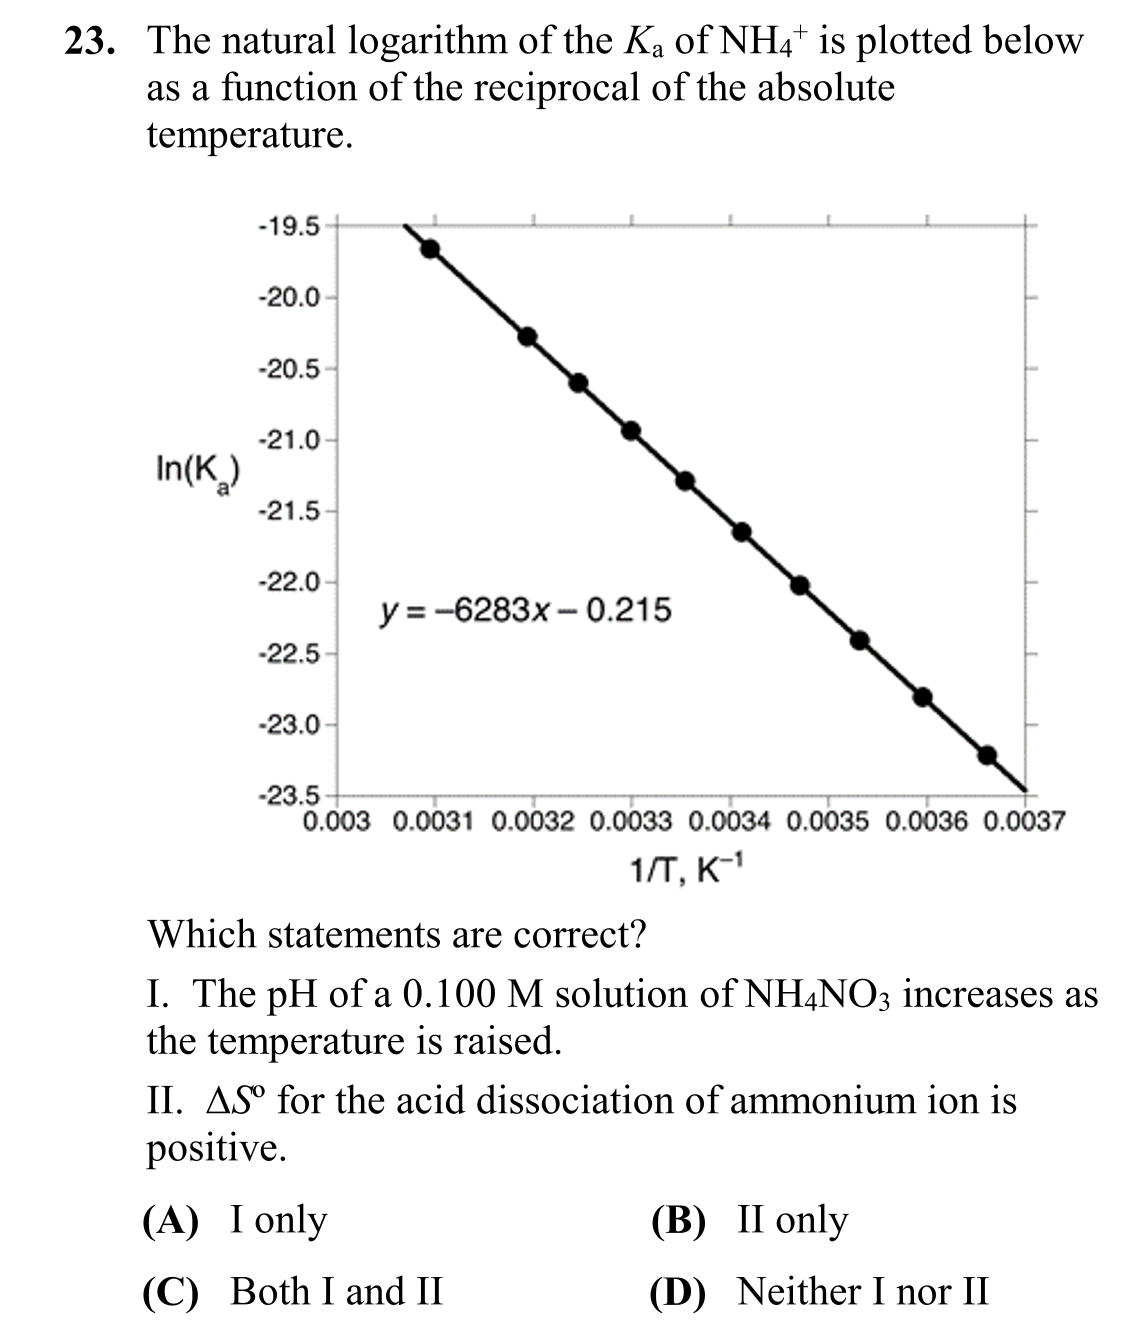 23. The natural logarithm of the Kₐ of NH₄⁺ is plotted below
as a function of the reciprocal of the absolute
temperature.
-19.5
-20.0
-20.5
-21.0
ln(Kₐ)
-21.5
-22.0
y = −6283x − 0.215
-22.5
-23.0
-23.5
0.003 0.0031 0.0032 0.0033 0.0034 0.0035 0.0036 0.0037
1/T, K⁻¹
Which statements are correct?
I. The pH of a 0.100 M solution of NH₄NO₃ increases as
the temperature is raised.
II. ΔSº for the acid dissociation of ammonium ion is
positive.
(A) I only (B) II only
(C) Both I and II (D) Neither I nor II